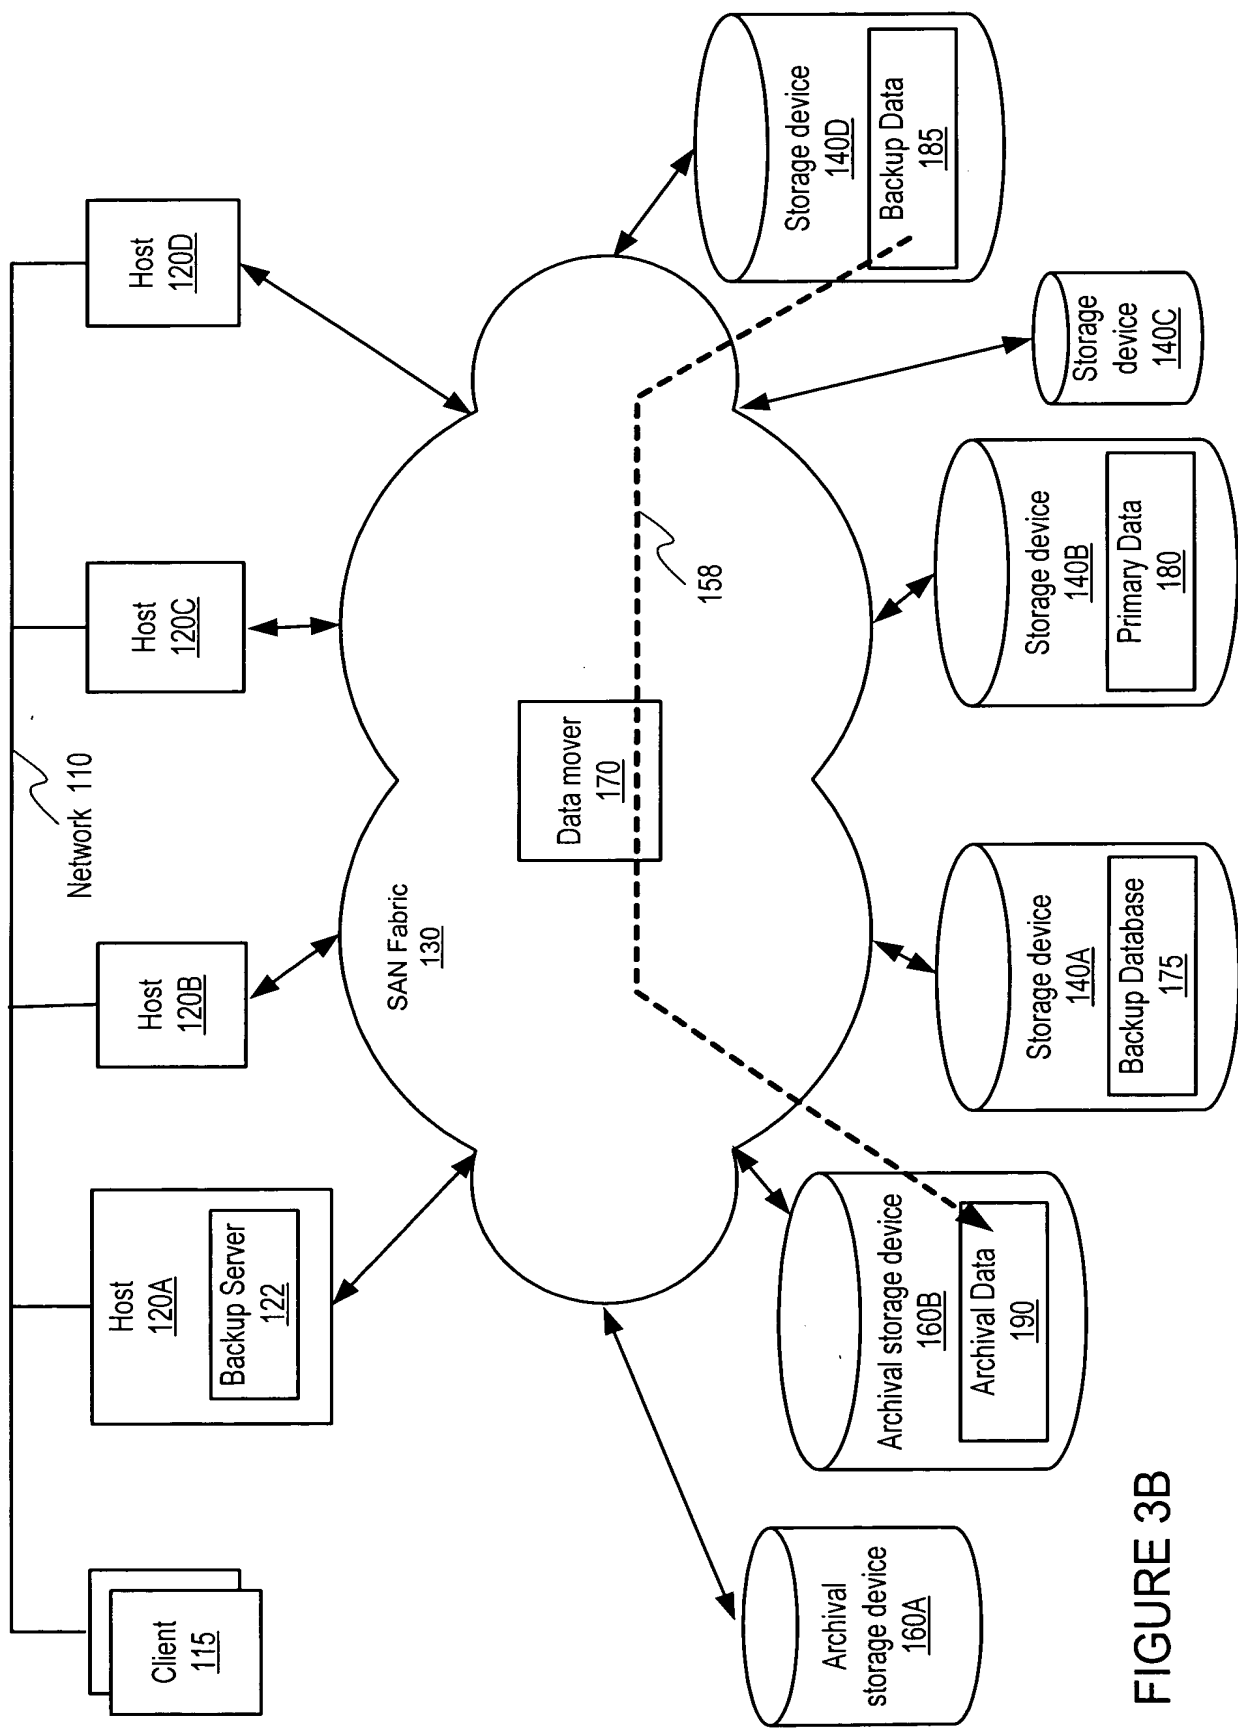 Network 110
Client
115
Host
120A
Backup Server
122
Host
120B
Host
120C
Host
120D
SAN Fabric
130
Data mover
170
158
Archival
storage device
160A
Archival storage device
160B
Archival Data
190
Storage device
140A
Backup Database
175
Storage device
140B
Primary Data
180
Storage
device
140C
Storage device
140D
Backup Data
185
FIGURE 3B